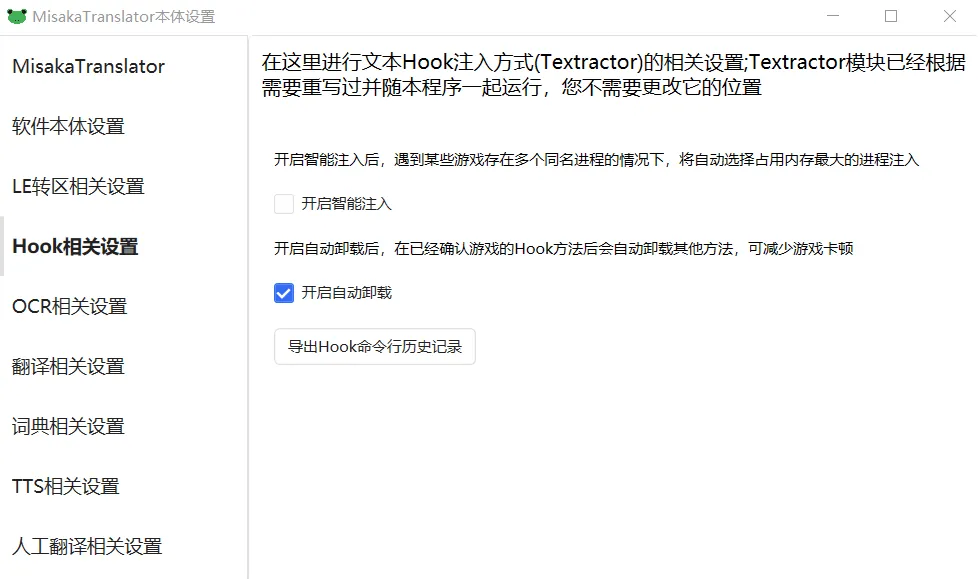 MisakaTranslator本体设置
MisakaTranslator
软件本体设置
LE转区相关设置
Hook相关设置
OCR相关设置
翻译相关设置
词典相关设置
TTS相关设置
人工翻译相关设置
在这里进行文本Hook注入方式(Textractor)的相关设置;Textractor模块已经根据
需要重写过并随本程序一起运行，您不需要更改它的位置
开启智能注入后，遇到某些游戏存在多个同名进程的情况下，将自动选择占用内存最大的进程注入
开启智能注入
开启自动卸载后，在已经确认游戏的Hook方法后会自动卸载其他方法，可减少游戏卡顿
开启自动卸载
导出Hook命令行历史记录